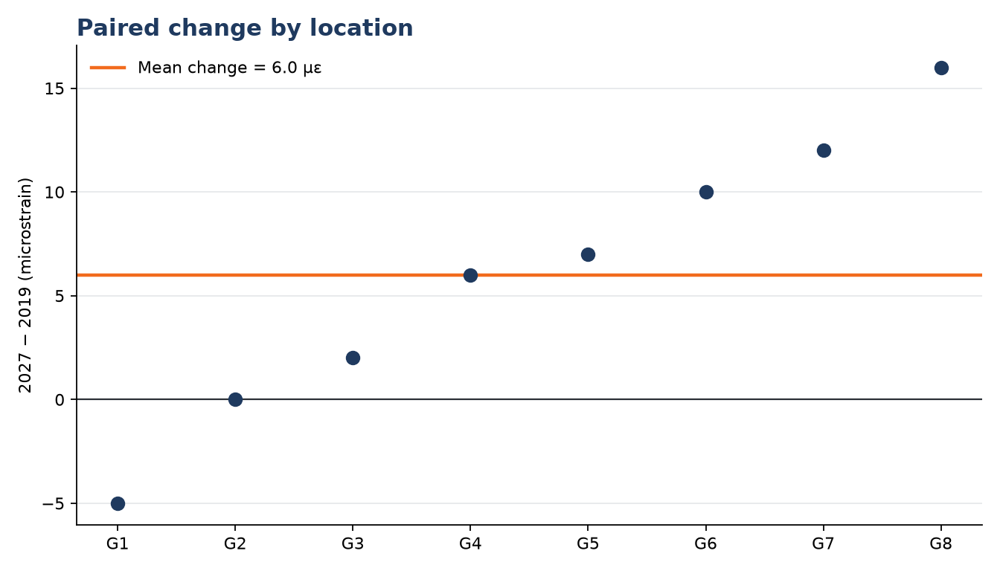 Paired change by location
Mean change = 6.0 µε
2027 − 2019 (microstrain)
15
10
5
0
−5
G1 G2 G3 G4 G5 G6 G7 G8